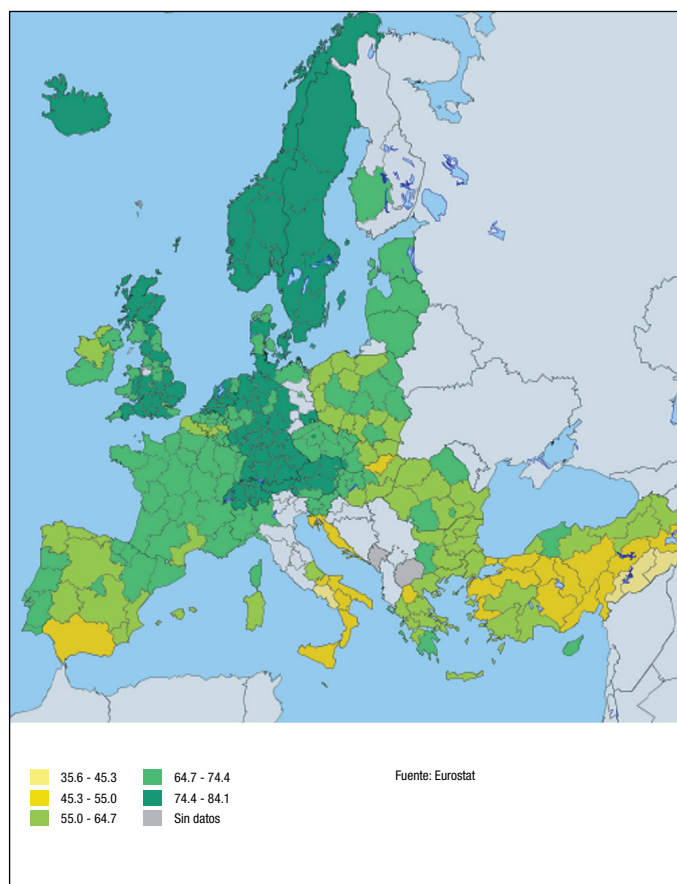 35.6 - 45.3
45.3 - 55.0
55.0 - 64.7
64.7 - 74.4
74.4 - 84.1
Sin datos
Fuente: Eurostat